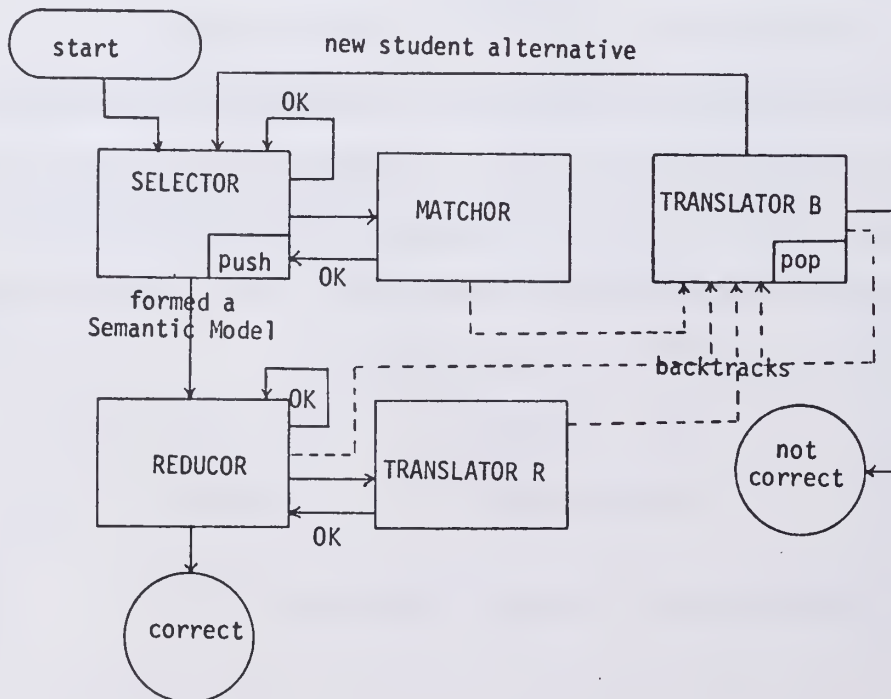 start
new student alternative
OK
SELECTOR
MATCHOR
TRANSLATOR B
push
OK
pop
formed a
Semantic Model
backtracks
OK
REDUCOR
TRANSLATOR R
not
correct
OK
correct